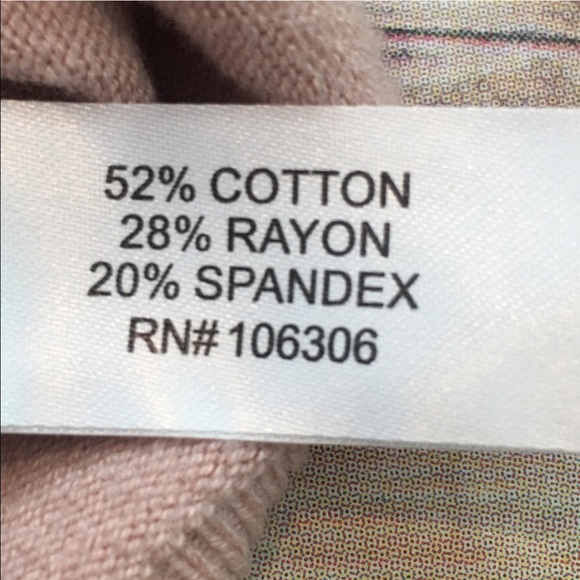 52% COTTON
28% RAYON
20% SPANDEX
RN# 106306